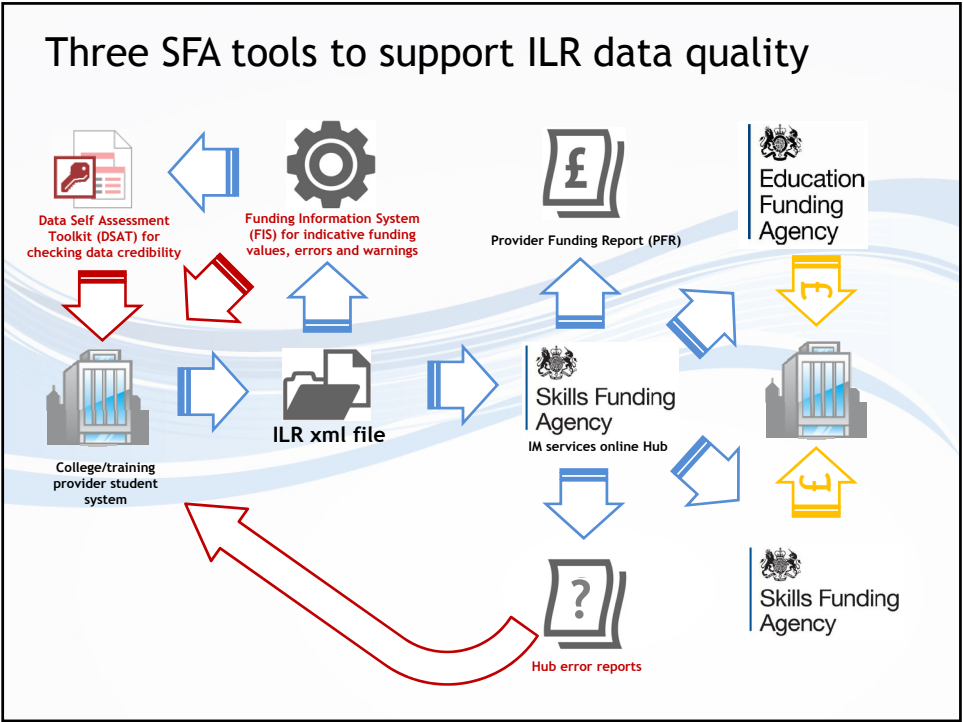 Three SFA tools to support ILR data quality
Data Self Assessment
Toolkit (DSAT) for
checking data credibility
Funding Information System
(FIS) for indicative funding
values, errors and warnings
£
Provider Funding Report (PFR)
Education
Funding
Agency
£
College/training
provider student
system
ILR xml file
Skills Funding
Agency
IM services online Hub
£
?
Hub error reports
Skills Funding
Agency